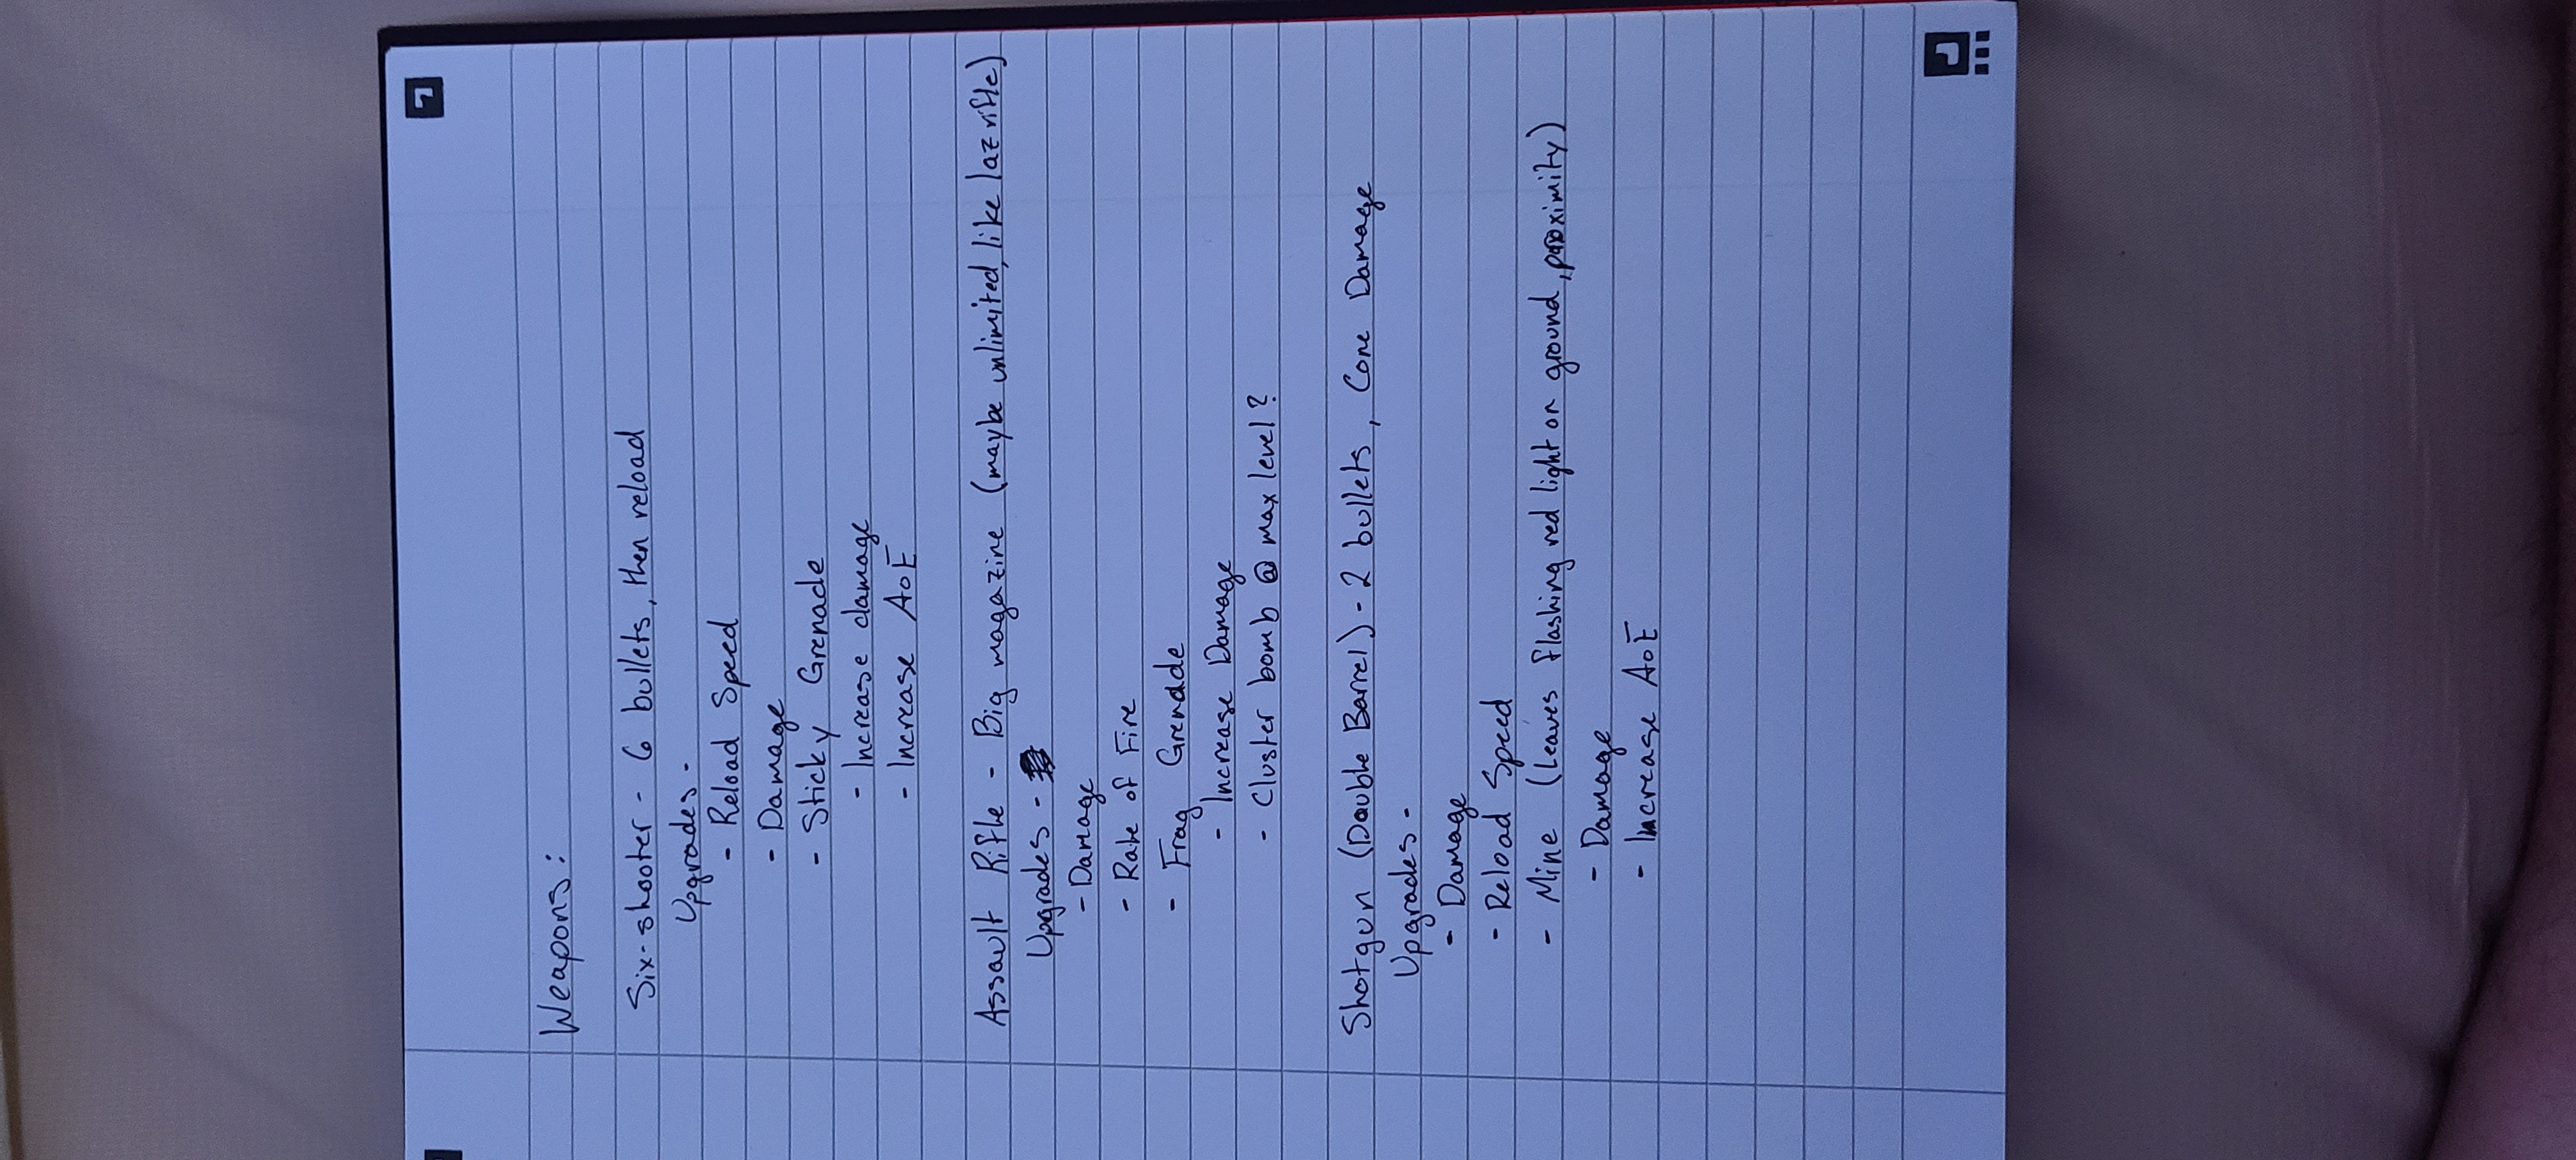 Weapons:
Six-shooter - 6 bullets, then reload
Upgrades -
- Reload Speed
- Damage
- Sticky Grenade
- Increase damage
- Increase AoE
Assault Rifle - Big magazine (maybe unlimited, like laz rifle)
Upgrades -
- Damage
- Rate of Fire
- Frag Grenade
- Increase Damage
- Cluster bomb @ max level?
Shotgun (Double Barrel) - 2 bullets, Cone Damage
Upgrades -
- Damage
- Reload Speed
- Mine (Leaves flashing red light on ground, proximity)
- Damage
- Increase AoE